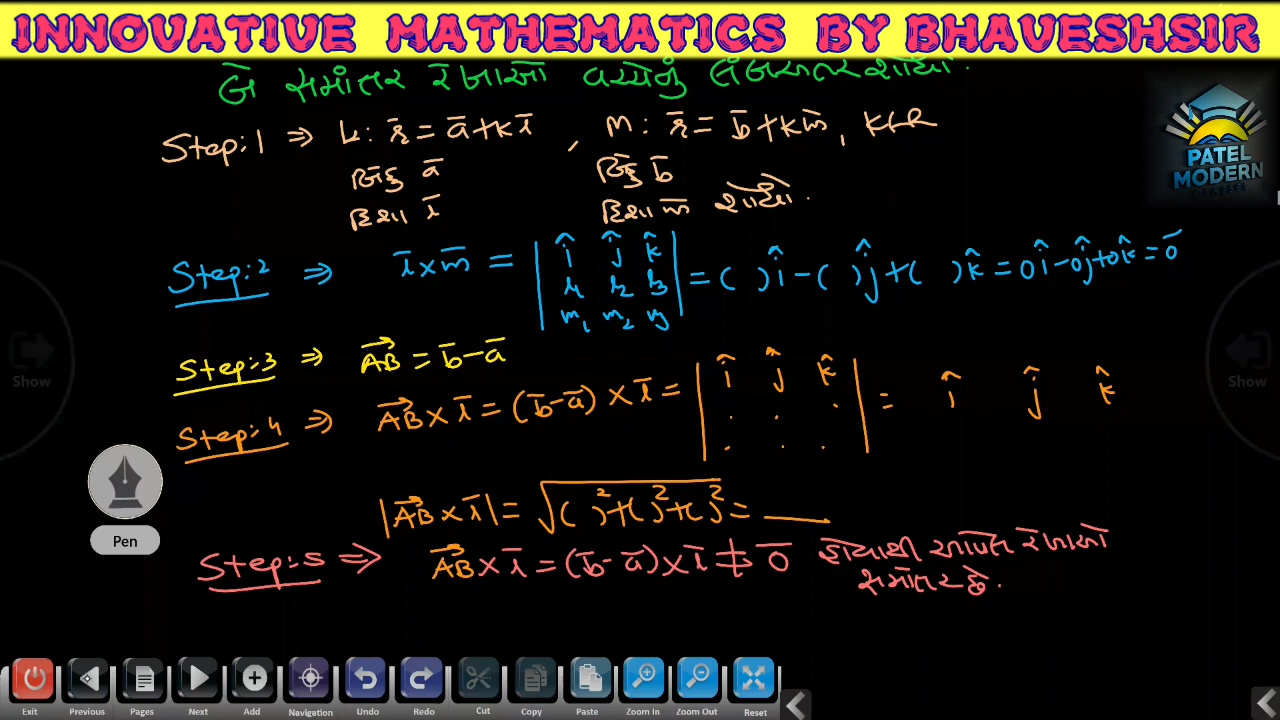 INNOVATIVE MATHEMATICS BY BHAVESHSIR
બે સમાંતર રેખાઓ વચ્ચેનું લંબઅંતર શોધો.
PATEL
MODERN
Step:1 ⇒ L: r̄ = ā + k l̄ , M: r̄ = b̄ + k m̄, k∈R
બિંદુ ā બિંદુ b̄
દિશા l̄ દિશા m̄ શોધો.
Step:2 ⇒ l̄ × m̄ = | î ĵ k̂ | = ( ) î − ( ) ĵ + ( ) k̂ = 0î − 0ĵ + 0k̂ = 0̄
l₁ l₂ l₃
m₁ m₂ m₃
Step:3 ⇒ AB⃗ = b̄ − ā
Step:4 ⇒ AB⃗ × l̄ = (b̄ − ā) × l̄ = | î ĵ k̂ | = î ĵ k̂
. . .
. . .
|AB⃗ × l̄| = √( )² + ( )² + ( )² = ___
Step:5 ⇒ AB⃗ × l̄ = (b̄ − ā) × l̄ ≠ 0̄ હોવાથી આપેલ રેખાઓ
સમાંતર છે.
Show
Show
Pen
Exit Previous Pages Next Add Navigation Undo Redo Cut Copy Paste Zoom In Zoom Out Reset